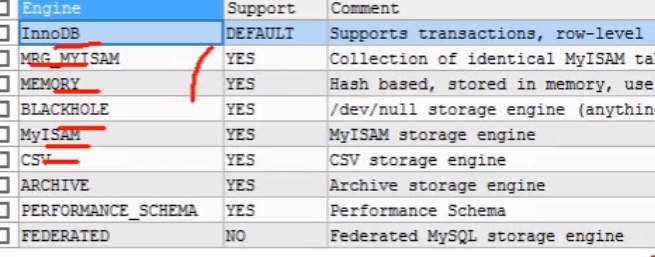 Engine Support Comment
InnoDB DEFAULT Supports transactions, row-level
MRG_MYISAM YES Collection of identical MyISAM ta
MEMORY YES Hash based, stored in memory, use
BLACKHOLE YES /dev/null storage engine (anythin
MyISAM YES MyISAM storage engine
CSV YES CSV storage engine
ARCHIVE YES Archive storage engine
PERFORMANCE_SCHEMA YES Performance Schema
FEDERATED NO Federated MySQL storage engine